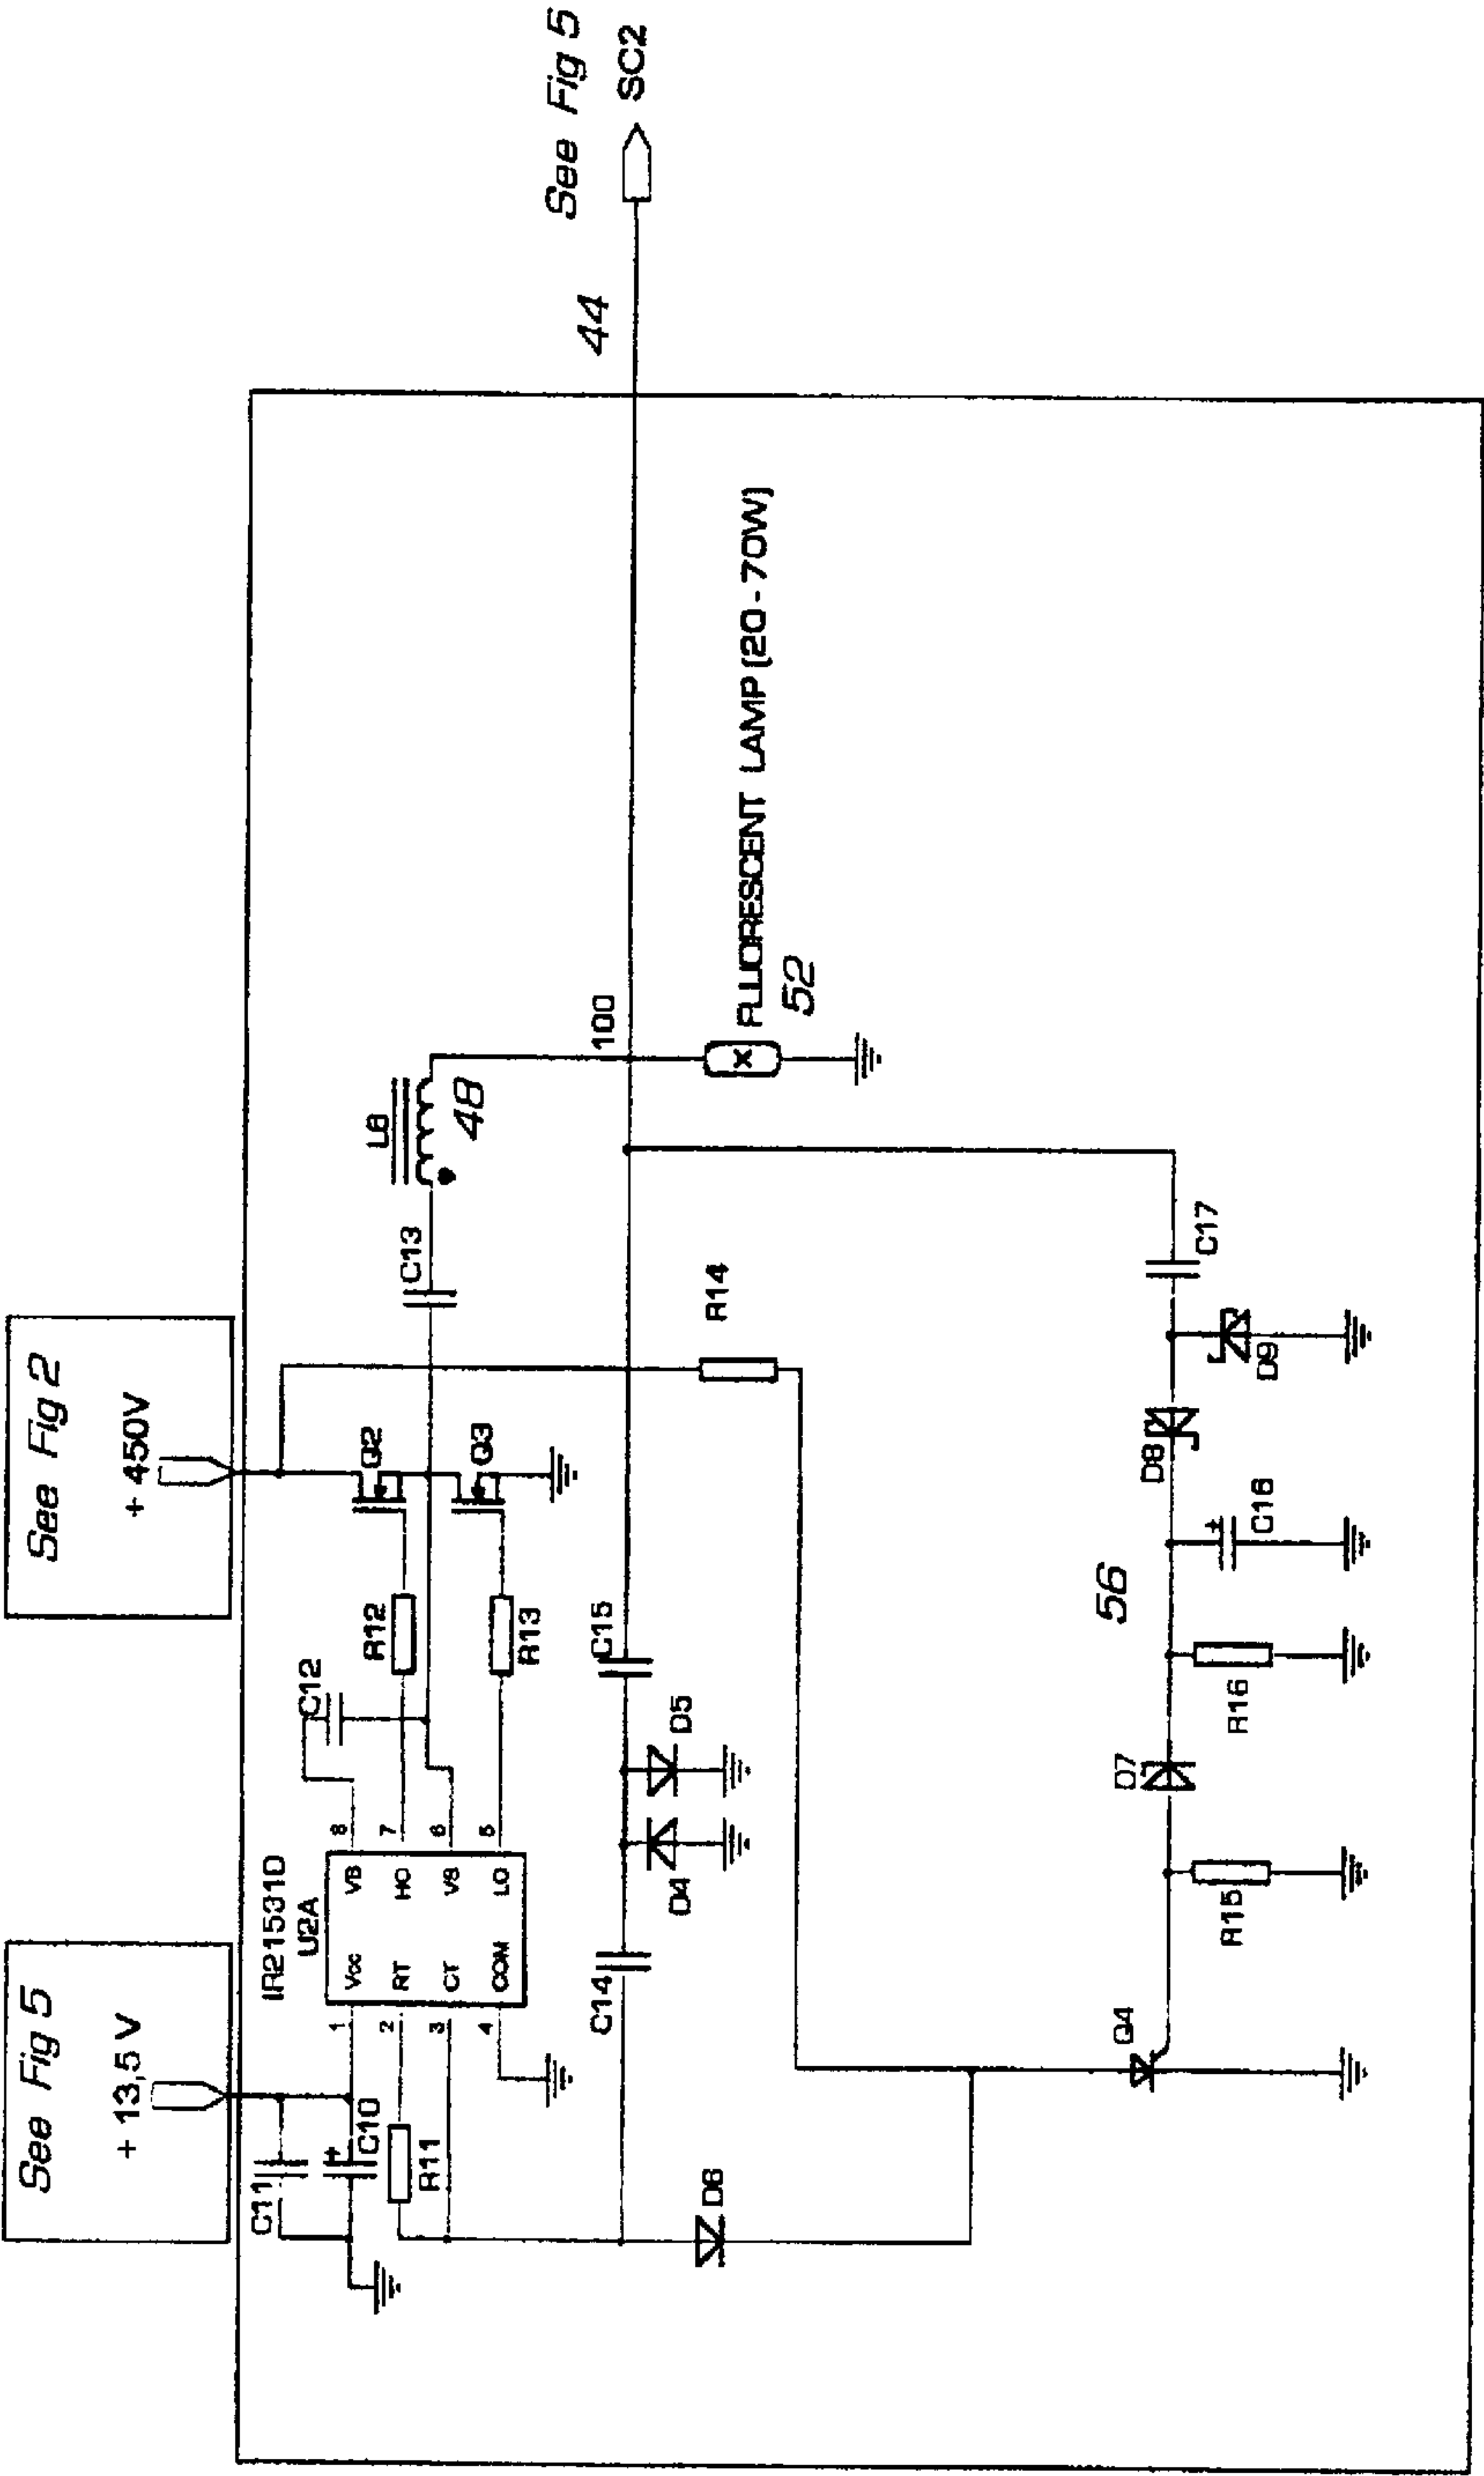 See Fig 5
+ 13,5 V
See Fig 2
+ 450V
See Fig 5
SC2
44
C11
C10
R11
IR21531D
U2A
1
2
3
4
Vcc
RT
CT
COM
VB
HO
VS
LO
8
7
6
5
C12
R12
R13
Q2
Q3
C13
L6
48
100
C14
D4
D5
C15
R14
FLUORESCENT LAMP (20 - 70W)
52
D6
Q4
R15
D7
R16
56
C16
D8
D9
C17